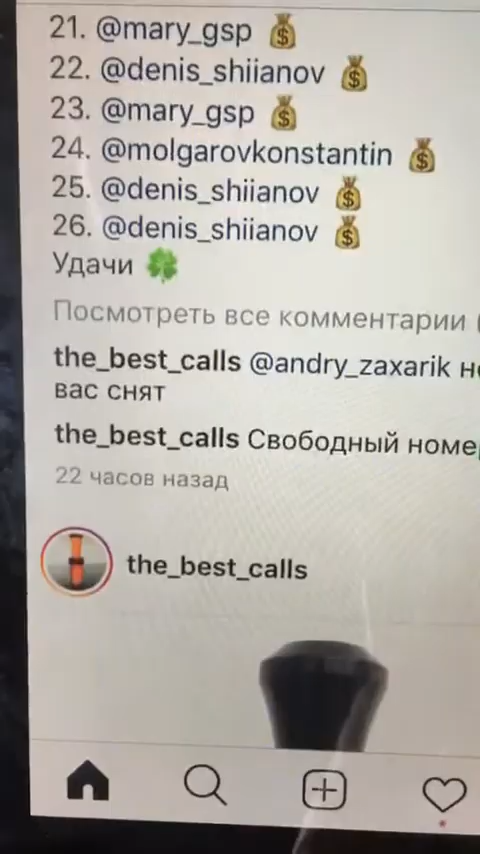 21. @mary_gsp 💰
22. @denis_shiianov 💰
23. @mary_gsp 💰
24. @molgarovkonstantin 💰
25. @denis_shiianov 💰
26. @denis_shiianov 💰
Удачи 🍀
Посмотреть все комментарии (
the_best_calls @andry_zaxarik
вас снят
the_best_calls Свободный
22 часов назад
the_best_calls